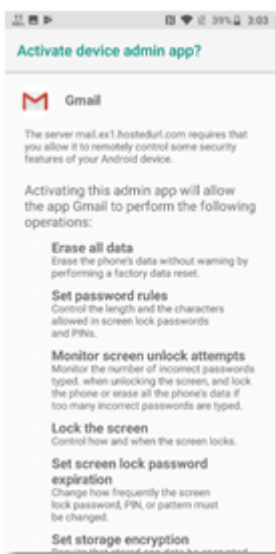 39% 3:03
Activate device admin app?
Gmail
The server mail.ex1.hostedurl.com requires that
you allow it to remotely control some security
features of your Android device.
Activating this admin app will allow
the app Gmail to perform the following
operations:
Erase all data
Erase the phone's data without warning by
performing a factory data reset.
Set password rules
Control the length and the characters
allowed in screen lock passwords
and PINs.
Monitor screen unlock attempts
Monitor the number of incorrect passwords
typed. when unlocking the screen, and lock
the phone or erase all the phone's data if
too many incorrect passwords are typed.
Lock the screen
Control how and when the screen locks.
Set screen lock password
expiration
Change how frequently the screen
lock password, PIN, or pattern must
be changed.
Set storage encryption
Require that stored app data be encrypted